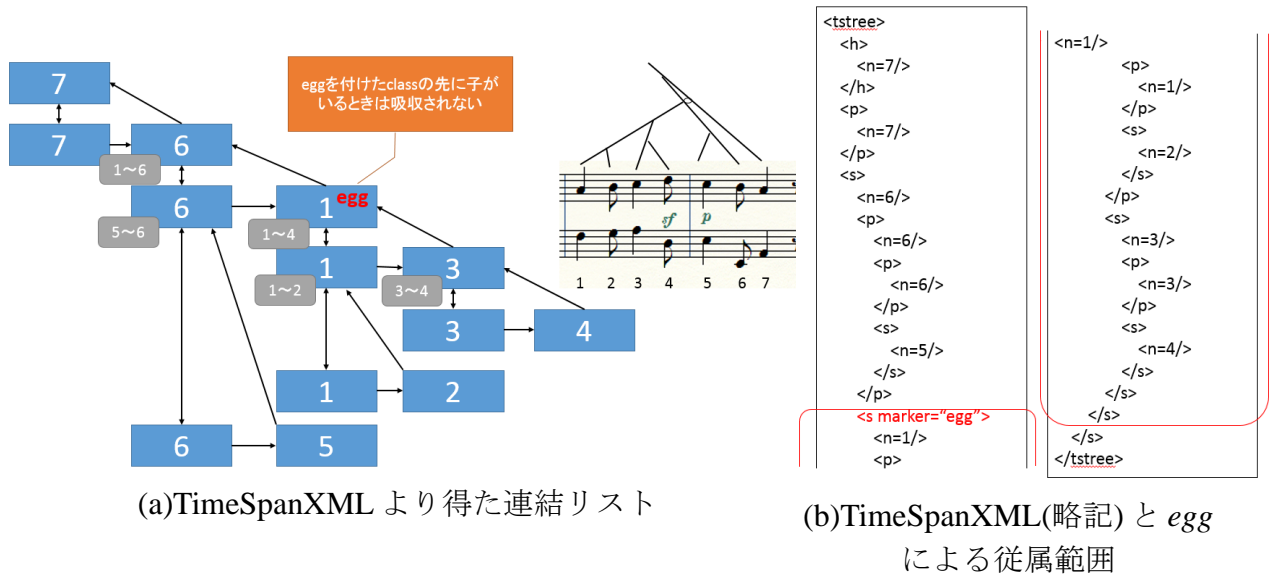 7
7
6
1～6
6
5～6
eggを付けたclassの先に子が
いるときは吸収されない
1 egg
1～4
1
1～2
3
3～4
3
4
1
2
6
5
sf
p
1 2 3 4 5 6 7
(a)TimeSpanXML より得た連結リスト
<tstree>
<h>
<n=7/>
</h>
<p>
<n=7/>
</p>
<s>
<n=6/>
<p>
<n=6/>
<p>
<n=6/>
</p>
<s>
<n=5/>
</s>
</p>
<s marker=“egg”>
<n=1/>
<p>
<n=1/>
<p>
<n=1/>
</p>
<s>
<n=2/>
</s>
</p>
<s>
<n=3/>
<p>
<n=3/>
</p>
<s>
<n=4/>
</s>
</s>
</s>
</s>
</tstree>
(b)TimeSpanXML(略記) と egg
による従属範囲